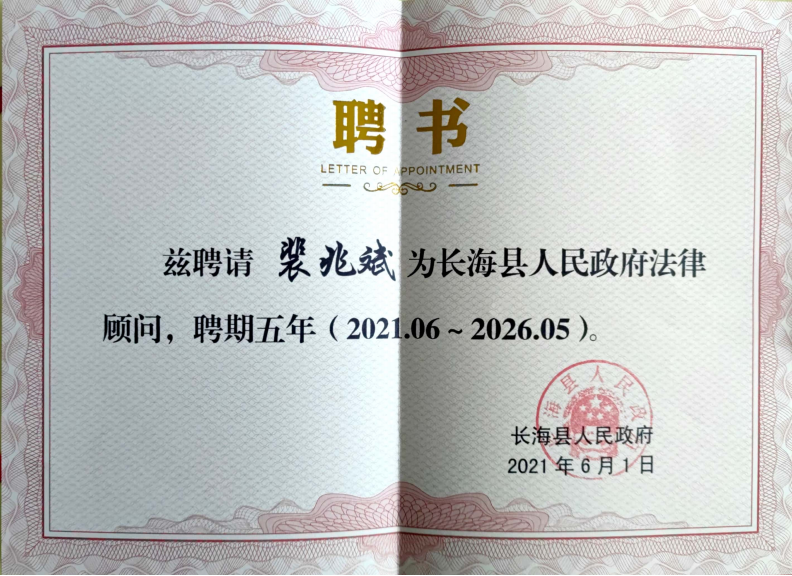 聘书
LETTER OF APPOINTMENT
兹聘请 裴兆斌 为长海县人民政府法律
顾问，聘期五年（2021.06～2026.05）。
长海县人民政府
2021年6月1日